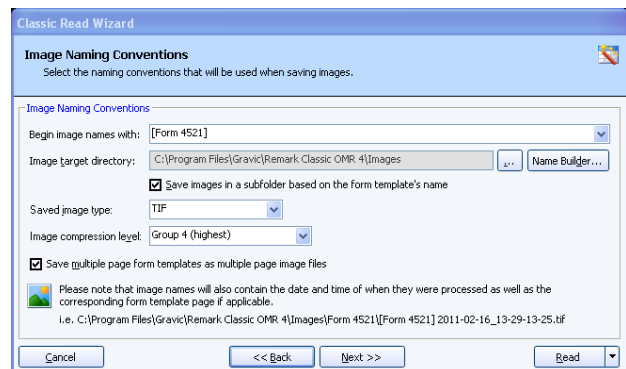 Classic Read Wizard
Image Naming Conventions
Select the naming conventions that will be used when saving images.
Image Naming Conventions
Begin image names with: [Form 4521]
Image target directory: C:\Program Files\Gravic\Remark Classic OMR 4\Images ... Name Builder...
Save images in a subfolder based on the form template's name
Saved image type: TIF
Image compression level: Group 4 (highest)
Save multiple page form templates as multiple page image files
Please note that image names will also contain the date and time of when they were processed as well as the
corresponding form template page if applicable.
i.e. C:\Program Files\Gravic\Remark Classic OMR 4\Images\Form 4521\[Form 4521] 2011-02-16_13-29-13-25.tif
Cancel << Back Next >> Read